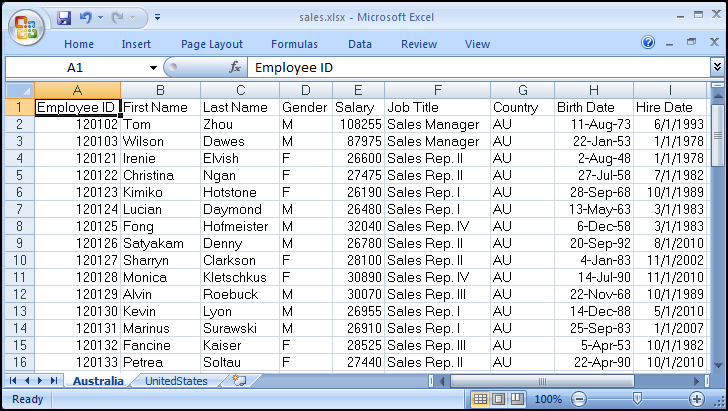 sales.xlsx - Microsoft Excel
Home Insert Page Layout Formulas Data Review View
A1 fx Employee ID
A B C D E F G H I
1 Employee ID First Name Last Name Gender Salary Job Title Country Birth Date Hire Date
2 120102 Tom Zhou M 108255 Sales Manager AU 11-Aug-73 6/1/1993
3 120103 Wilson Dawes M 87975 Sales Manager AU 22-Jan-53 1/1/1978
4 120121 Irenie Elvish F 26600 Sales Rep. II AU 2-Aug-48 1/1/1978
5 120122 Christina Ngan F 27475 Sales Rep. II AU 27-Jul-58 7/1/1982
6 120123 Kimiko Hotstone F 26190 Sales Rep. I AU 28-Sep-68 10/1/1989
7 120124 Lucian Daymond M 26480 Sales Rep. I AU 13-May-63 3/1/1983
8 120125 Fong Hofmeister M 32040 Sales Rep. IV AU 6-Dec-58 3/1/1983
9 120126 Satyakam Denny M 26780 Sales Rep. II AU 20-Sep-92 8/1/2010
10 120127 Sharryn Clarkson F 28100 Sales Rep. II AU 4-Jan-83 11/1/2002
11 120128 Monica Kletschkus F 30890 Sales Rep. IV AU 14-Jul-90 11/1/2010
12 120129 Alvin Roebuck M 30070 Sales Rep. III AU 22-Nov-68 10/1/1989
13 120130 Kevin Lyon M 26955 Sales Rep. I AU 14-Dec-88 5/1/2010
14 120131 Marinus Surawski M 26910 Sales Rep. I AU 25-Sep-83 1/1/2007
15 120132 Fancine Kaiser F 28525 Sales Rep. III AU 5-Apr-53 10/1/1982
16 120133 Petrea Soltau F 27440 Sales Rep. II AU 22-Apr-90 10/1/2010
Australia UnitedStates
Ready 100%